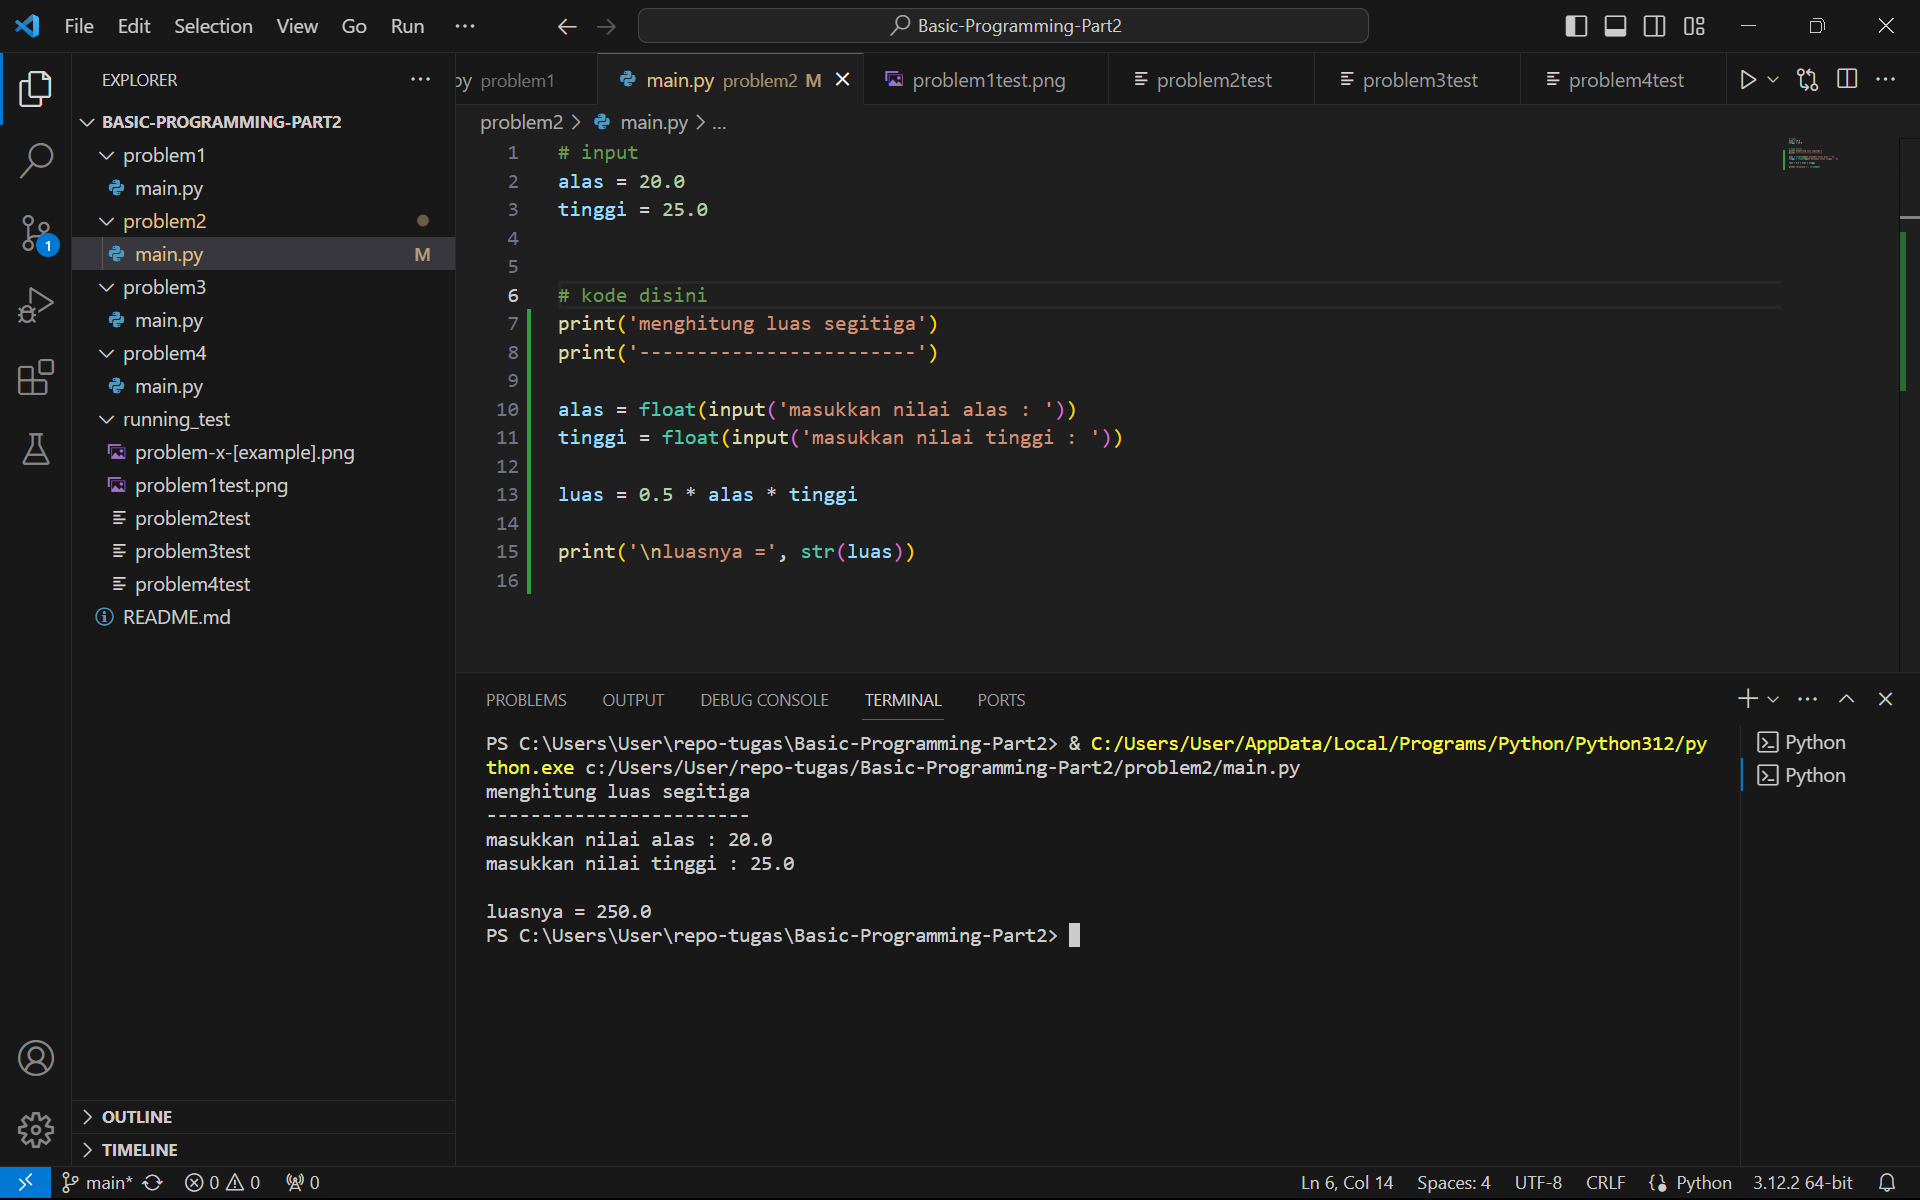 File Edit Selection View Go Run ··· Basic-Programming-Part2
EXPLORER
py problem1 main.py problem2 M problem1test.png problem2test problem3test problem4test
BASIC-PROGRAMMING-PART2
problem1
main.py
problem2
main.py M
problem3
main.py
problem4
main.py
running_test
problem-x-[example].png
problem1test.png
problem2test
problem3test
problem4test
README.md
OUTLINE
TIMELINE
1
problem2 > main.py > ...
1 # input
2 alas = 20.0
3 tinggi = 25.0
4
5
6 # kode disini
7 print('menghitung luas segitiga')
8 print('------------------------')
9
10 alas = float(input('masukkan nilai alas : '))
11 tinggi = float(input('masukkan nilai tinggi : '))
12
13 luas = 0.5 * alas * tinggi
14
15 print('\nluasnya =', str(luas))
16
PROBLEMS OUTPUT DEBUG CONSOLE TERMINAL PORTS
PS C:\Users\User\repo-tugas\Basic-Programming-Part2> & C:/Users/User/AppData/Local/Programs/Python/Python312/py
thon.exe c:/Users/User/repo-tugas/Basic-Programming-Part2/problem2/main.py
menghitung luas segitiga
------------------------
masukkan nilai alas : 20.0
masukkan nilai tinggi : 25.0
luasnya = 250.0
PS C:\Users\User\repo-tugas\Basic-Programming-Part2>
Python
Python
main* 0 0 0 Ln 6, Col 14 Spaces: 4 UTF-8 CRLF Python 3.12.2 64-bit